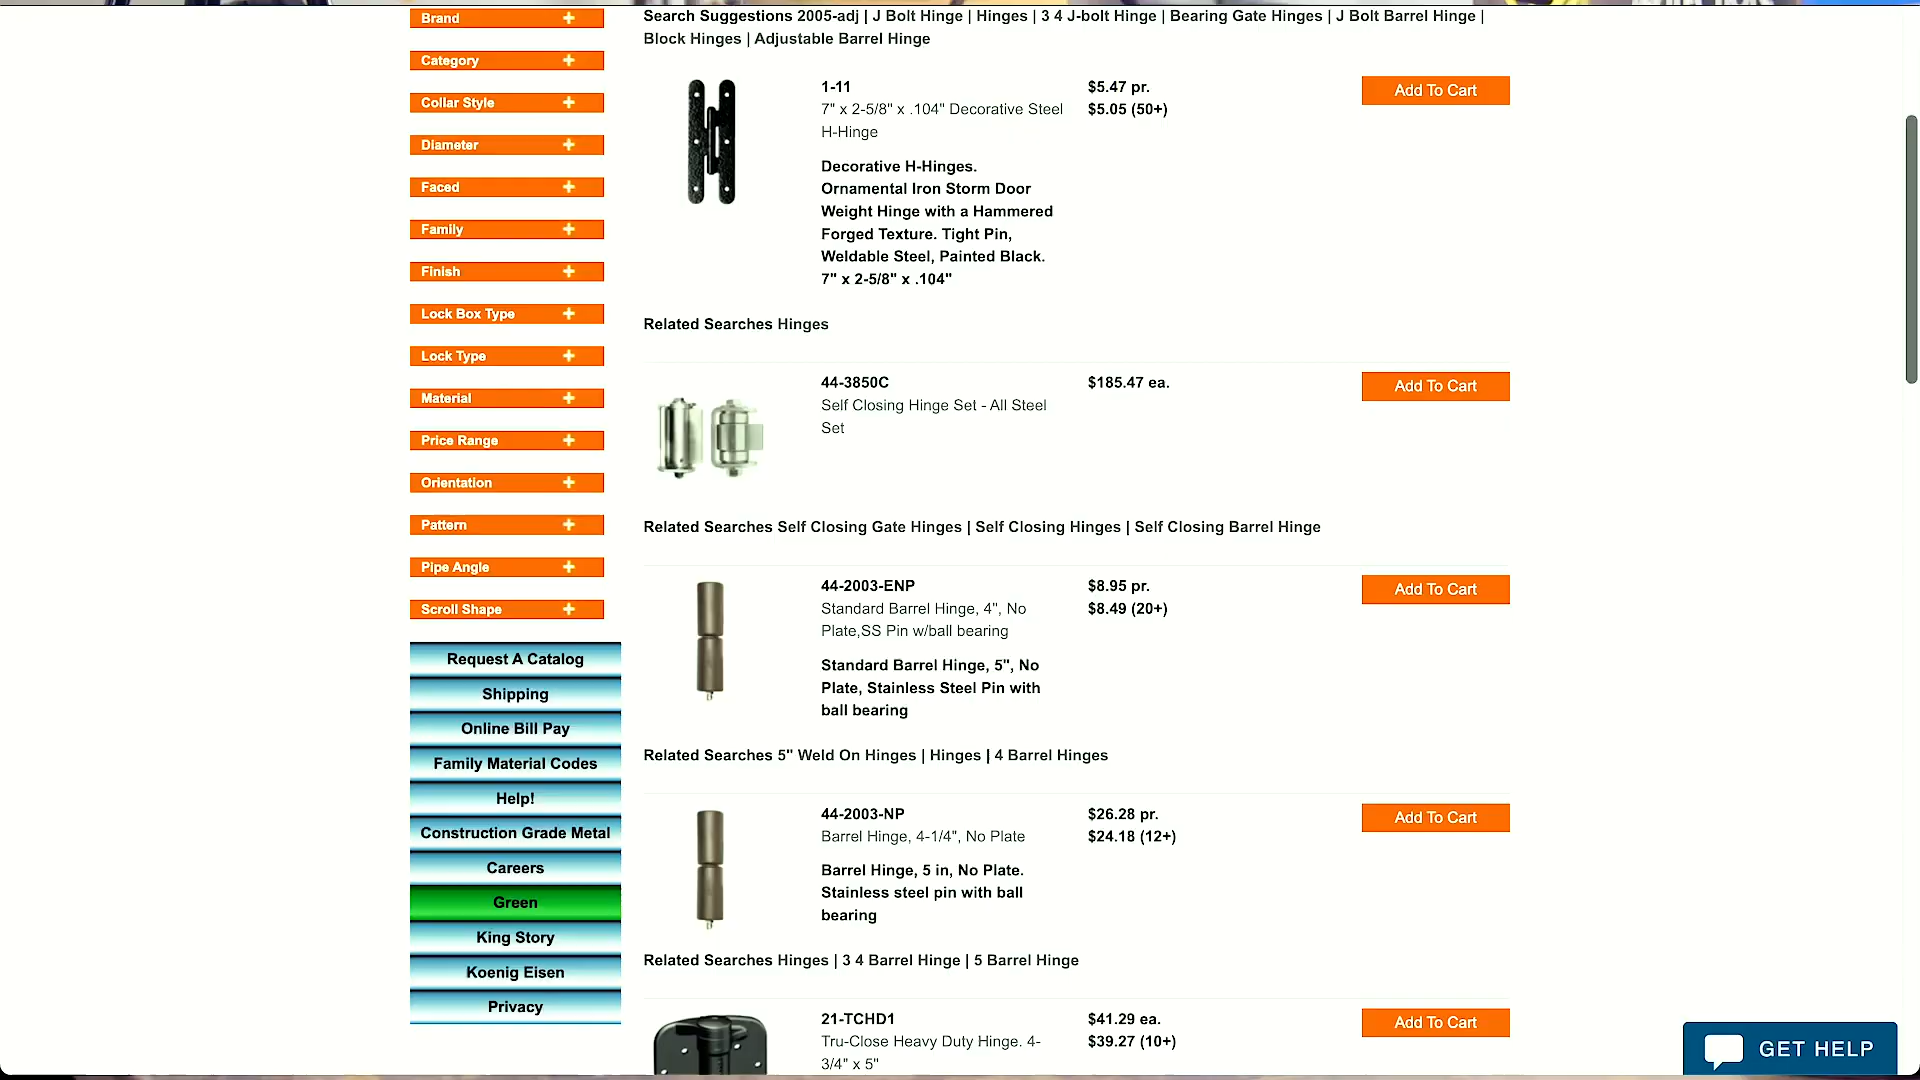 Brand
Category
Collar Style
Diameter
Faced
Family
Finish
Lock Box Type
Lock Type
Material
Price Range
Orientation
Pattern
Pipe Angle
Scroll Shape
Request A Catalog
Shipping
Online Bill Pay
Family Material Codes
Help!
Construction Grade Metal
Careers
Green
King Story
Koenig Eisen
Privacy
Search Suggestions 2005-adj | J Bolt Hinge | Hinges | 3 4 J-bolt Hinge | Bearing Gate Hinges | J Bolt Barrel Hinge |
Block Hinges | Adjustable Barrel Hinge
1-11
7" x 2-5/8" x .104" Decorative Steel
H-Hinge
Decorative H-Hinges.
Ornamental Iron Storm Door
Weight Hinge with a Hammered
Forged Texture. Tight Pin,
Weldable Steel, Painted Black.
7" x 2-5/8" x .104"
$5.47 pr.
$5.05 (50+)
Add To Cart
Related Searches Hinges
44-3850C
Self Closing Hinge Set - All Steel
Set
$185.47 ea.
Add To Cart
Related Searches Self Closing Gate Hinges | Self Closing Hinges | Self Closing Barrel Hinge
44-2003-ENP
Standard Barrel Hinge, 4", No
Plate,SS Pin w/ball bearing
Standard Barrel Hinge, 5", No
Plate, Stainless Steel Pin with
ball bearing
$8.95 pr.
$8.49 (20+)
Add To Cart
Related Searches 5" Weld On Hinges | Hinges | 4 Barrel Hinges
44-2003-NP
Barrel Hinge, 4-1/4", No Plate
Barrel Hinge, 5 in, No Plate.
Stainless steel pin with ball
bearing
$26.28 pr.
$24.18 (12+)
Add To Cart
Related Searches Hinges | 3 4 Barrel Hinge | 5 Barrel Hinge
21-TCHD1
Tru-Close Heavy Duty Hinge. 4-
3/4" x 5"
$41.29 ea.
$39.27 (10+)
Add To Cart
GET HELP